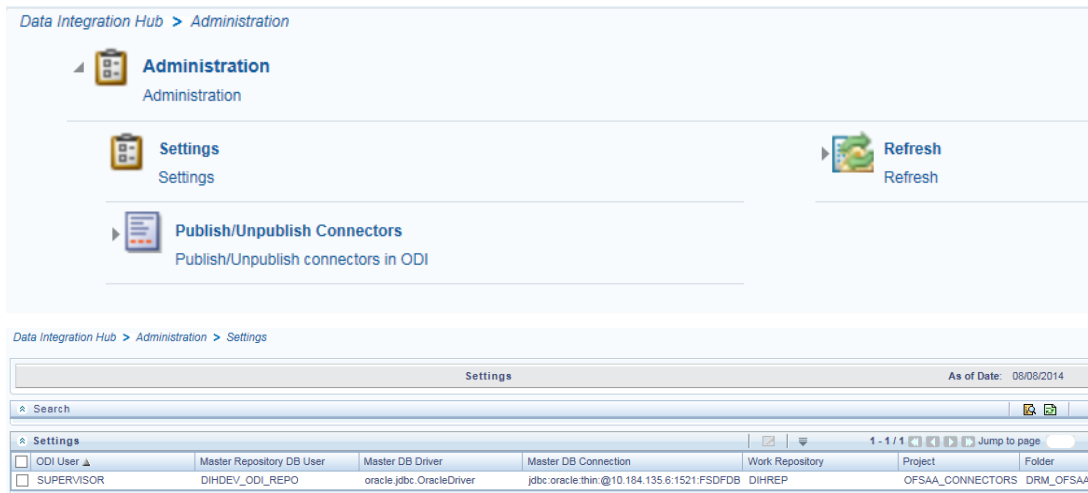 Data Integration Hub > Administration
Administration
Administration
Settings
Settings
Refresh
Refresh
Publish/Unpublish Connectors
Publish/Unpublish connectors in ODI
Data Integration Hub > Administration > Settings
Settings As of Date: 08/08/2014
Search
Settings 1 - 1 / 1 Jump to page
ODI User Master Repository DB User Master DB Driver Master DB Connection Work Repository Project Folder
SUPERVISOR DIHDEV_ODI_REPO oracle.jdbc.OracleDriver jdbc:oracle:thin:@10.184.135.6:1521:FSDFDB DIHREP OFSAA_CONNECTORS DRM_OFSAA